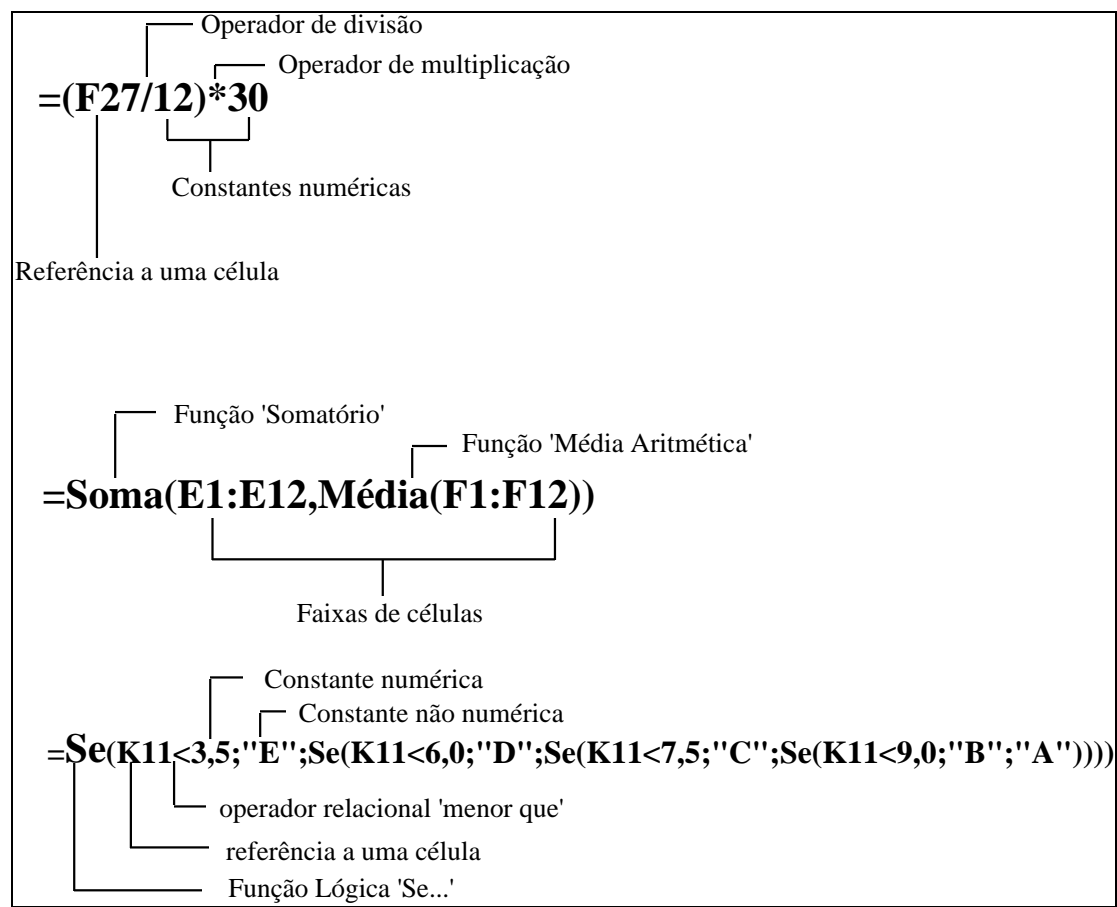 Operador de divisão
Operador de multiplicação
=(F27/12)*30
Constantes numéricas
Referência a uma célula
Função 'Somatório'
Função 'Média Aritmética'
=Soma(E1:E12,Média(F1:F12))
Faixas de células
Constante numérica
Constante não numérica
=Se(K11<3,5;"E";Se(K11<6,0;"D";Se(K11<7,5;"C";Se(K11<9,0;"B";"A"))))
operador relacional 'menor que'
referência a uma célula
Função Lógica 'Se...'